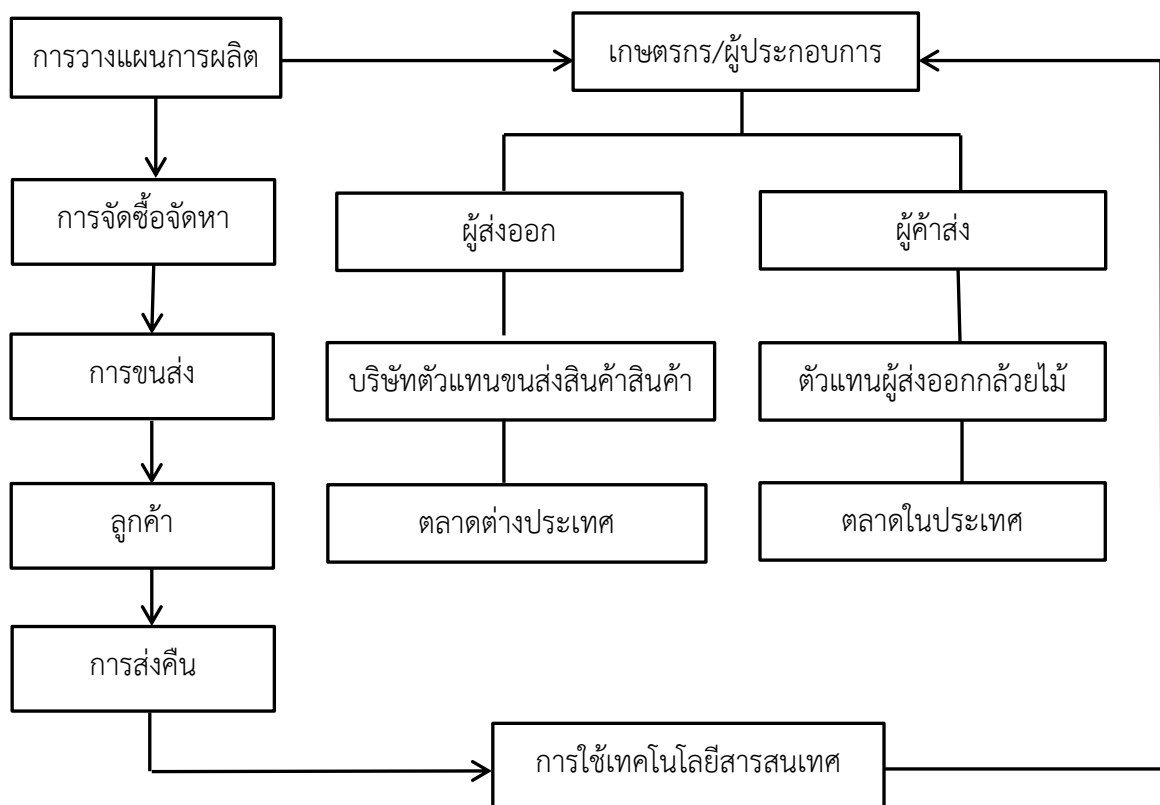 การวางแผนการผลิต
เกษตรกร/ผู้ประกอบการ
การจัดซื้อจัดหา
ผู้ส่งออก
ผู้ค้าส่ง
การขนส่ง
บริษัทตัวแทนขนส่งสินค้าสินค้า
ตัวแทนผู้ส่งออกกล้วยไม้
ลูกค้า
ตลาดต่างประเทศ
ตลาดในประเทศ
การส่งคืน
การใช้เทคโนโลยีสารสนเทศ